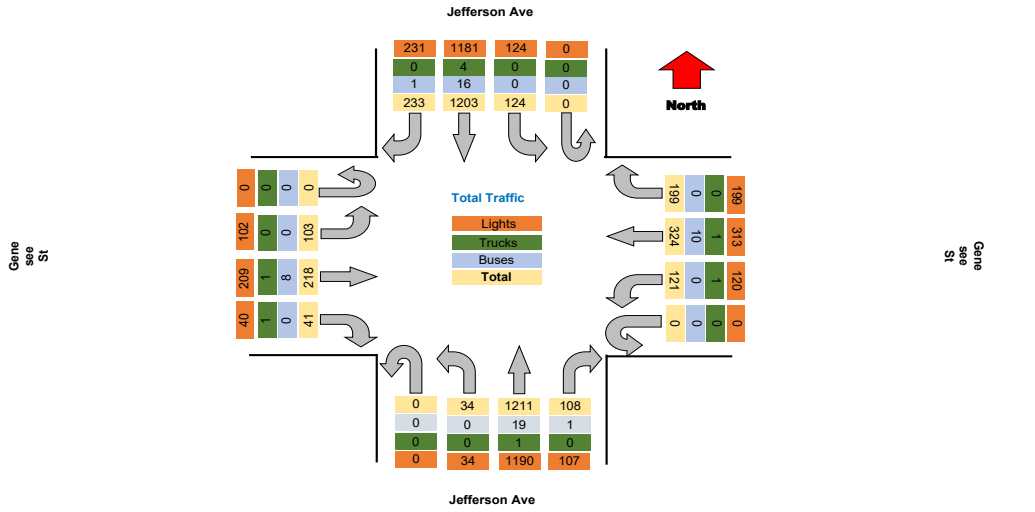 Jefferson Ave
231 1181 124 0
0 4 0 0
1 16 0 0
233 1203 124 0
North
0 0 0 0
102 0 0 103
209 1 8 218
40 1 0 41
Gene
see
St
Total Traffic
Lights
Trucks
Buses
Total
199 0 0 199
324 10 1 313
121 0 1 120
0 0 0 0
Gene
see
St
0 34 1211 108
0 0 19 1
0 0 1 0
0 34 1190 107
Jefferson Ave